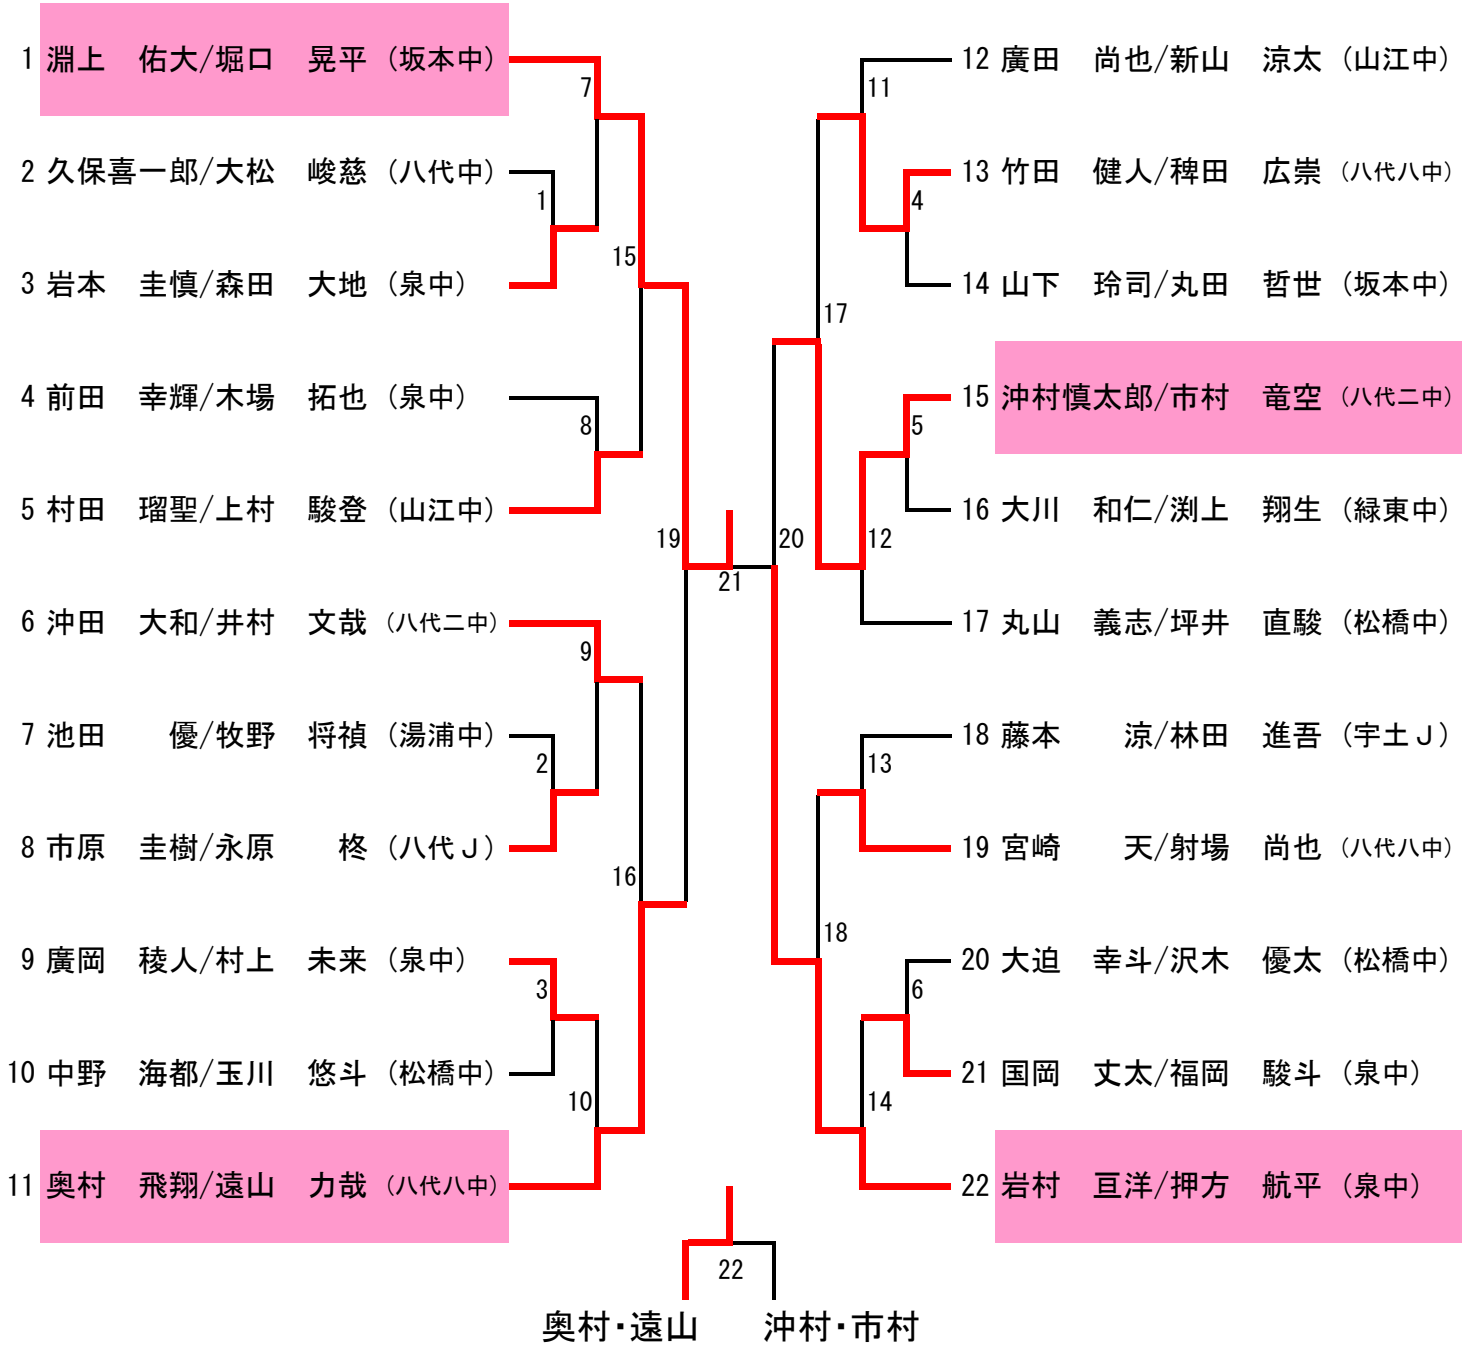 1 淵上　佑大/堀口　晃平（坂本中）
7
2 久保喜一郎/大松　峻慈（八代中）
1
3 岩本　圭慎/森田　大地（泉中）
15
4 前田　幸輝/木場　拓也（泉中）
8
5 村田　瑠聖/上村　駿登（山江中）
19
6 沖田　大和/井村　文哉（八代二中）
9
7 池田　　優/牧野　将禎（湯浦中）
2
8 市原　圭樹/永原　　柊（八代Ｊ）
16
9 廣岡　稜人/村上　未来（泉中）
3
10 中野　海都/玉川　悠斗（松橋中）
10
11 奥村　飛翔/遠山　力哉（八代八中）
21
12 廣田　尚也/新山　涼太（山江中）
11
13 竹田　健人/稗田　広崇（八代八中）
4
14 山下　玲司/丸田　哲世（坂本中）
17
15 沖村慎太郎/市村　竜空（八代二中）
5
16 大川　和仁/渕上　翔生（緑東中）
20
12
17 丸山　義志/坪井　直駿（松橋中）
18 藤本　　涼/林田　進吾（宇土Ｊ）
13
19 宮崎　　天/射場　尚也（八代八中）
18
20 大迫　幸斗/沢木　優太（松橋中）
6
21 国岡　丈太/福岡　駿斗（泉中）
14
22 岩村　亘洋/押方　航平（泉中）
22
奥村・遠山　沖村・市村